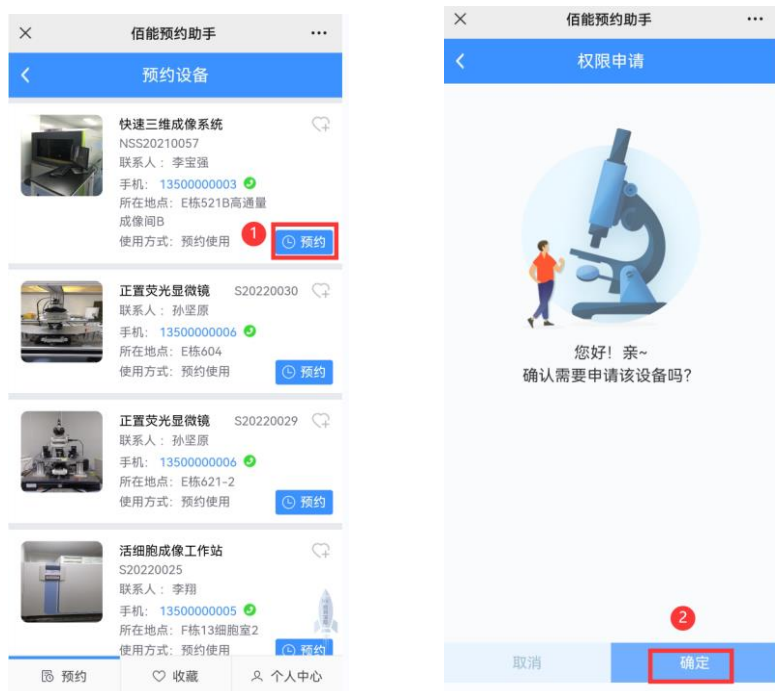 佰能预约助手
预约设备
快速三维成像系统
NSS20210057
联系人：李宝强
手机：13500000003
所在地点：E栋521B高通量
成像间B
使用方式：预约使用
1
预约
正置荧光显微镜 S20220030
联系人：孙坚原
手机：13500000006
所在地点：E栋604
使用方式：预约使用
预约
正置荧光显微镜 S20220029
联系人：孙坚原
手机：13500000006
所在地点：E栋621-2
使用方式：预约使用
预约
活细胞成像工作站
S20220025
联系人：李翔
手机：13500000005
所在地点：F栋13细胞室2
使用方式：预约使用
预约
预约 收藏 个人中心
佰能预约助手
权限申请
您好！亲~
确认需要申请该设备吗？
2
取消 确定